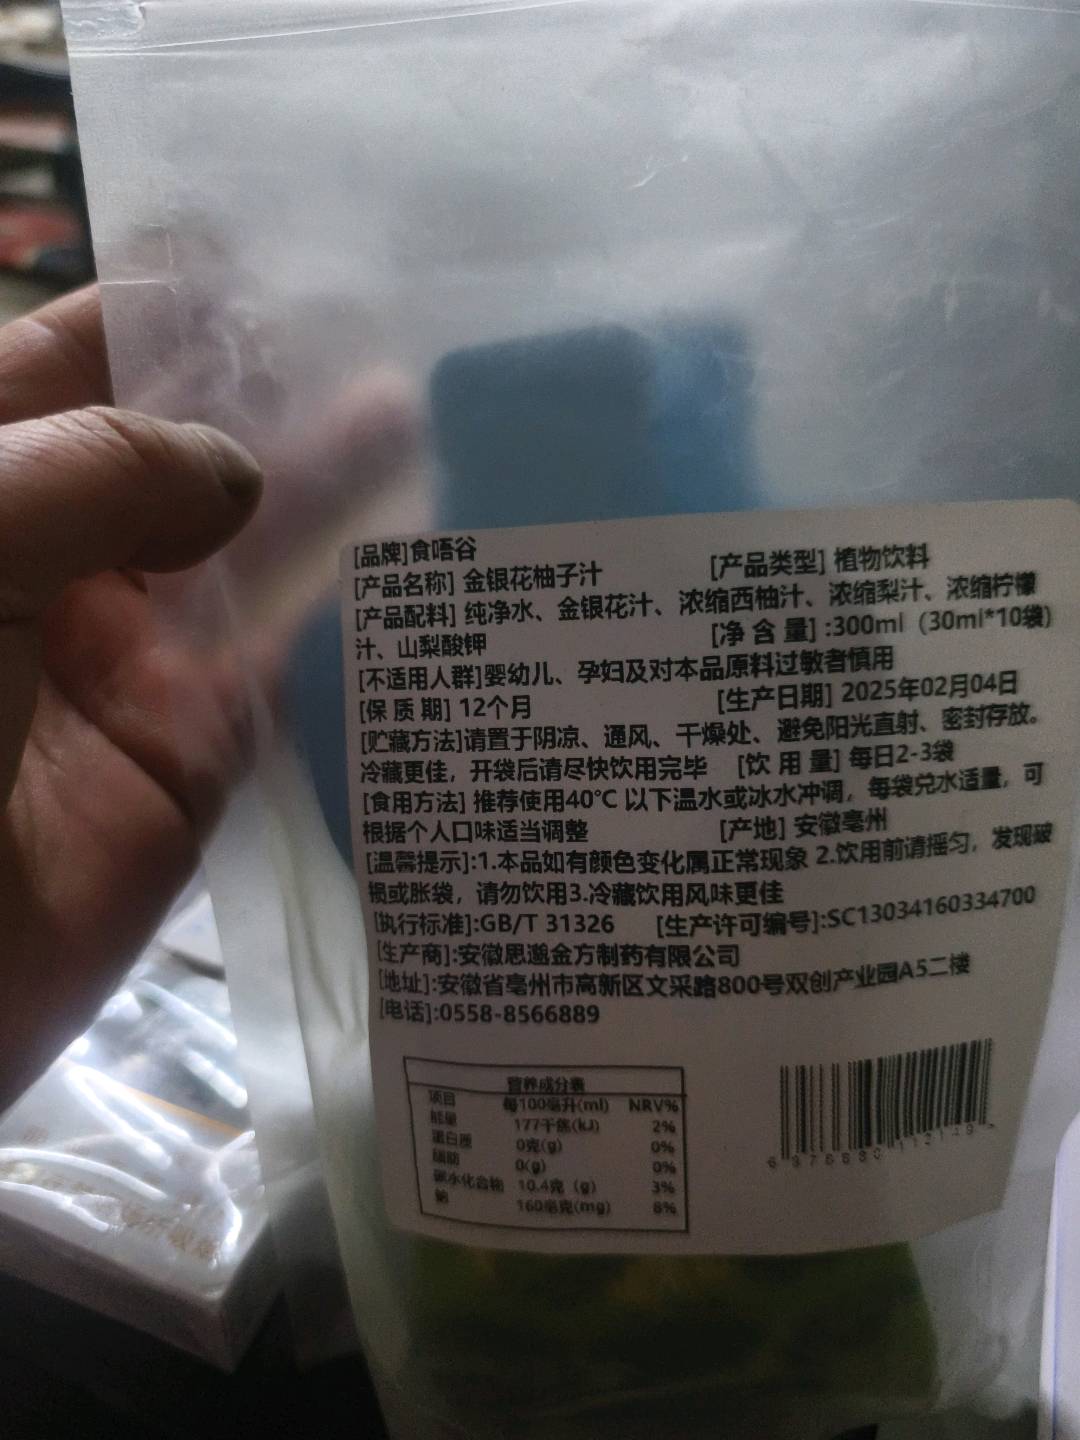 [品牌]食唔谷
[产品名称] 金银花柚子汁 [产品类型] 植物饮料
[产品配料] 纯净水、金银花汁、浓缩西柚汁、浓缩梨汁、浓缩柠檬
汁、山梨酸钾 [净 含 量] :300ml（30ml*10袋）
[不适用人群]婴幼儿、孕妇及对本品原料过敏者慎用
[保 质 期] 12个月 [生产日期] 2025年02月04日
[贮藏方法]请置于阴凉、通风、干燥处、避免阳光直射、密封存放。
冷藏更佳，开袋后请尽快饮用完毕 [饮 用 量] 每日2-3袋
[食用方法] 推荐使用40℃ 以下温水或冰水冲调，每袋兑水适量，可
根据个人口味适当调整 [产地] 安徽亳州
[温馨提示]:1.本品如有颜色变化属正常现象 2.饮用前请摇匀，发现破
损或胀袋，请勿饮用3.冷藏饮用风味更佳
[执行标准]:GB/T 31326 [生产许可编号]:SC13034160334700
[生产商]:安徽思邈金方制药有限公司
[地址]:安徽省亳州市高新区文采路800号双创产业园A5二楼
[电话]:0558-8566889
营养成分表
项目 每100毫升(ml) NRV%
能量 177千焦(kJ) 2%
蛋白质 0克(g) 0%
脂肪 0(g) 0%
碳水化合物 10.4克（g) 3%
钠 160毫克(mg) 8%